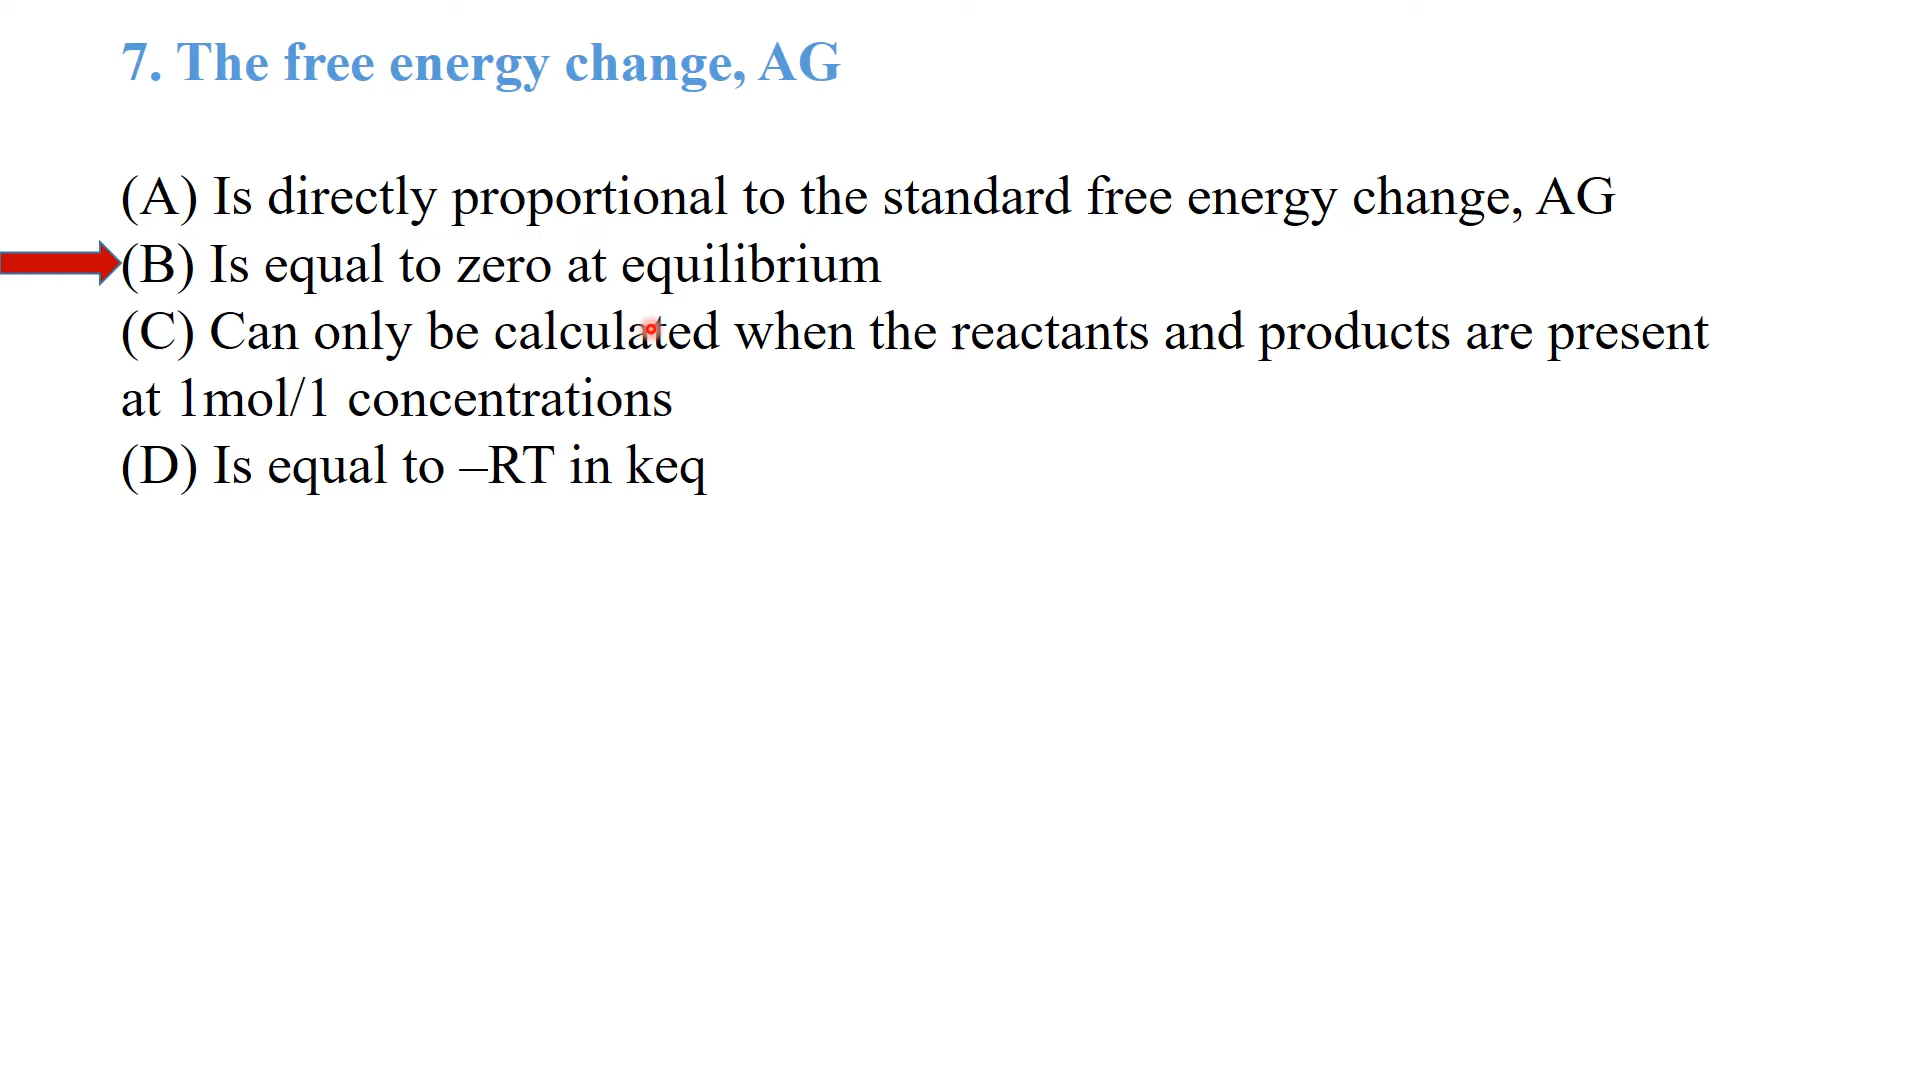 7. The free energy change, AG
(A) Is directly proportional to the standard free energy change, AG
(B) Is equal to zero at equilibrium
(C) Can only be calculated when the reactants and products are present
at 1mol/1 concentrations
(D) Is equal to –RT in keq